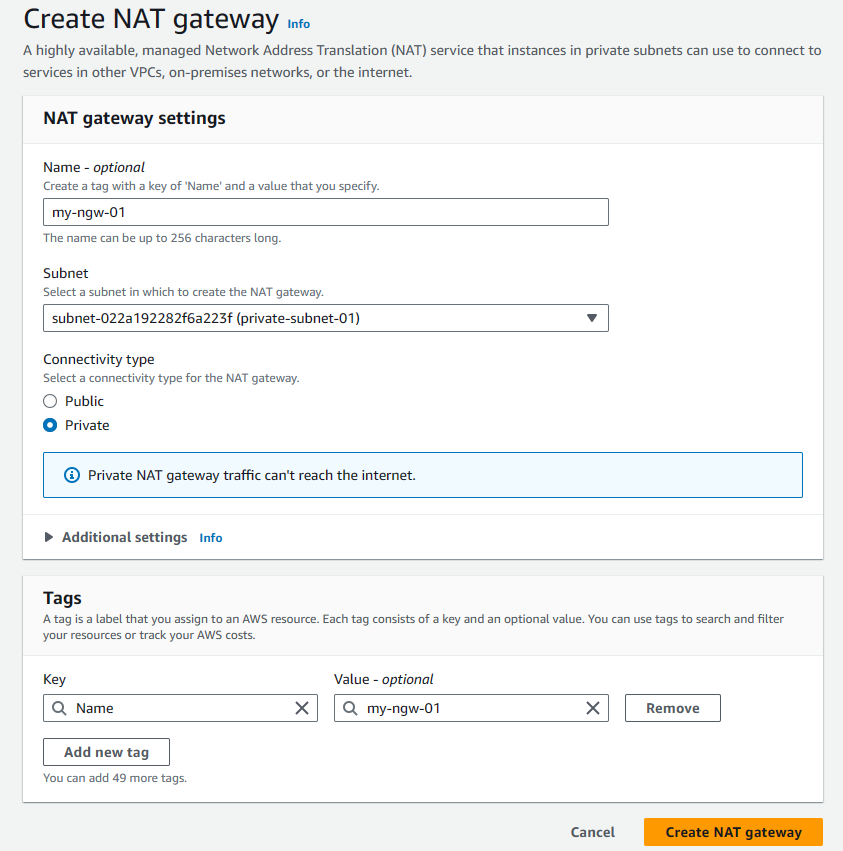 Create NAT gateway Info
A highly available, managed Network Address Translation (NAT) service that instances in private subnets can use to connect to
services in other VPCs, on-premises networks, or the internet.
NAT gateway settings
Name - optional
Create a tag with a key of 'Name' and a value that you specify.
my-ngw-01
The name can be up to 256 characters long.
Subnet
Select a subnet in which to create the NAT gateway.
subnet-022a192282f6a223f (private-subnet-01)
Connectivity type
Select a connectivity type for the NAT gateway.
Public
Private
Private NAT gateway traffic can't reach the internet.
Additional settings Info
Tags
A tag is a label that you assign to an AWS resource. Each tag consists of a key and an optional value. You can use tags to search and filter
your resources or track your AWS costs.
Key Value - optional
Name my-ngw-01 Remove
Add new tag
You can add 49 more tags.
Cancel Create NAT gateway